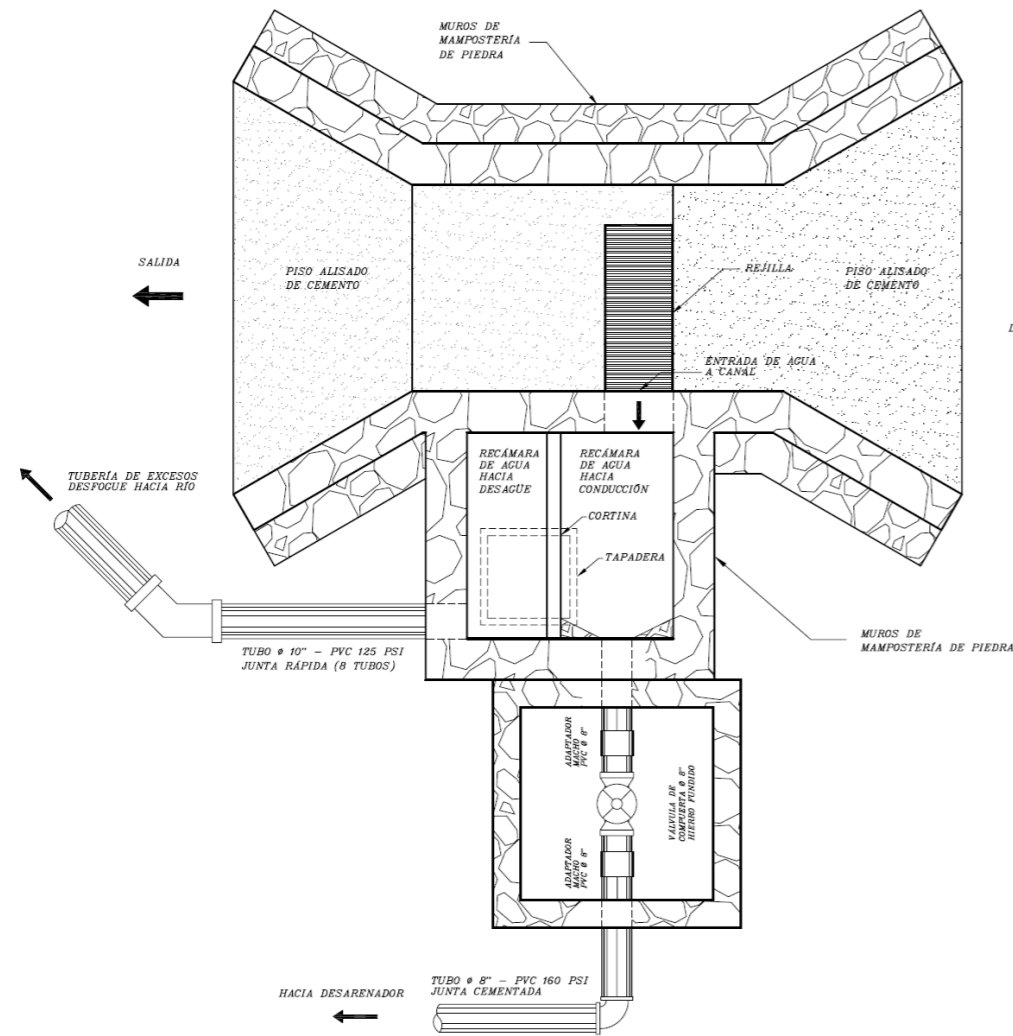 MUROS DE
MAMPOSTERÍA
DE PIEDRA
SALIDA
PISO ALISADO
DE CEMENTO
REJILLA
PISO ALISADO
DE CEMENTO
ENTRADA DE AGUA
A CANAL
RECÁMARA
DE AGUA
HACIA
DESAGÜE
RECÁMARA
DE AGUA
HACIA
CONDUCCIÓN
CORTINA
TAPADERA
TUBERÍA DE EXCESOS
DESFOGUE HACIA RÍO
TUBO ø 10" - PVC 125 PSI
JUNTA RÁPIDA (8 TUBOS)
MUROS DE
MAMPOSTERÍA DE PIEDRA
ADAPTADOR
MACHO
PVC Ø 8"
VÁLVULA DE
COMPUERTA Ø 8"
HIERRO FUNDIDO
ADAPTADOR
MACHO
PVC Ø 8"
HACIA DESARENADOR
TUBO ø 8" - PVC 160 PSI
JUNTA CEMENTADA